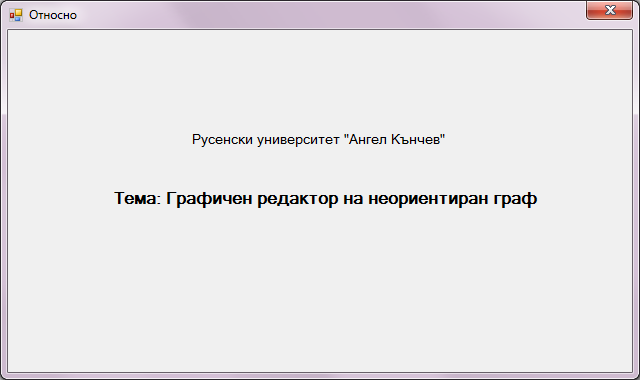 Относно
Русенски университет "Ангел Кънчев"
Тема: Графичен редактор на неориентиран граф